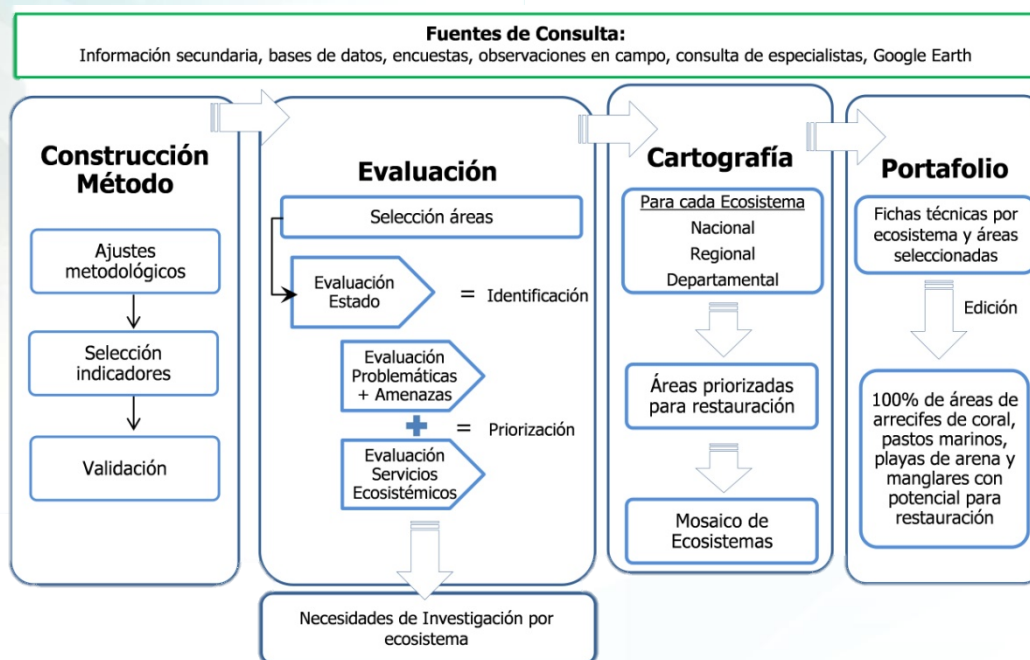 Fuentes de Consulta:
Información secundaria, bases de datos, encuestas, observaciones en campo, consulta de especialistas, Google Earth
Construcción
Método
Ajustes
metodológicos
Selección
indicadores
Validación
Evaluación
Selección áreas
Evaluación
Estado
= Identificación
Evaluación
Problemáticas
+ Amenazas
+
= Priorización
Evaluación
Servicios
Ecosistémicos
Necesidades de Investigación por
ecosistema
Cartografía
Para cada Ecosistema
Nacional
Regional
Departamental
Áreas priorizadas
para restauración
Mosaico de
Ecosistemas
Portafolio
Fichas técnicas por
ecosistema y áreas
seleccionadas
Edición
100% de áreas de
arrecifes de coral,
pastos marinos,
playas de arena y
manglares con
potencial para
restauración